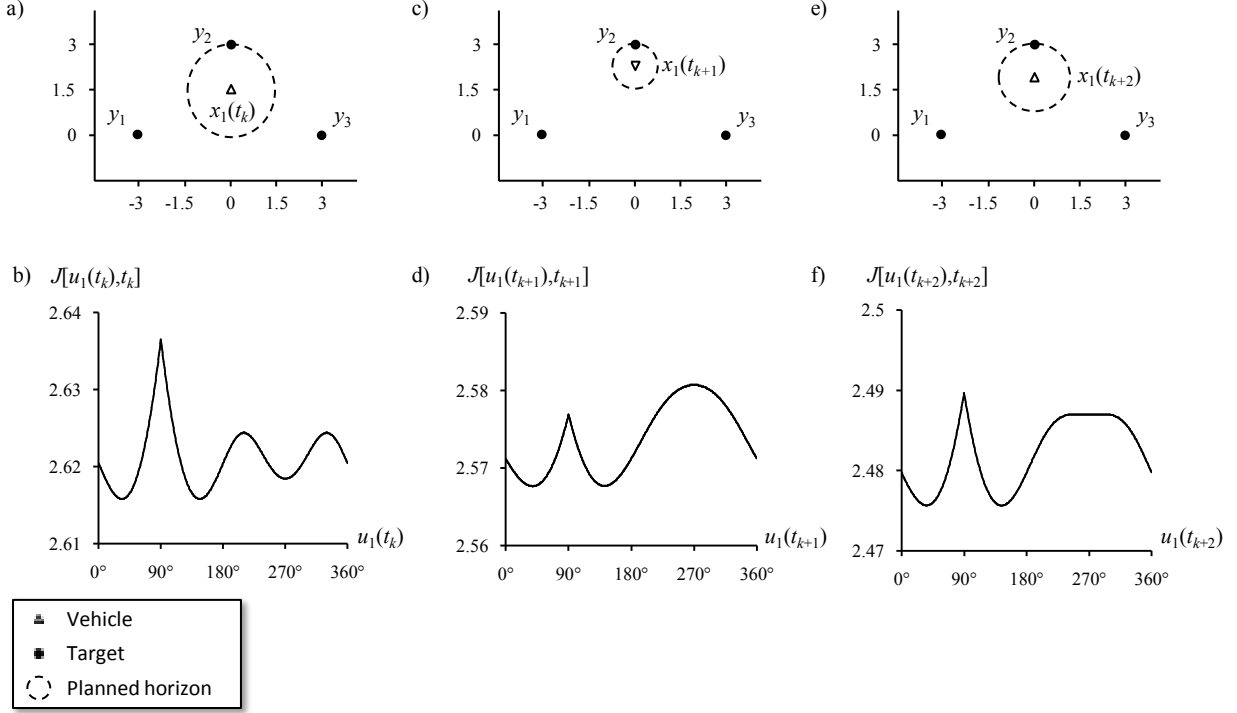 a)
y2
3
1.5
0
x1(tk)
y1
y3
-3 -1.5 0 1.5 3
c)
y2
3
1.5
0
x1(tk+1)
y1
y3
-3 -1.5 0 1.5 3
e)
y2
3
1.5
0
x1(tk+2)
y1
y3
-3 -1.5 0 1.5 3
b) J[u1(tk),tk]
2.64
2.63
2.62
2.61
u1(tk)
0° 90° 180° 270° 360°
d) J[u1(tk+1),tk+1]
2.59
2.58
2.57
2.56
u1(tk+1)
0° 90° 180° 270° 360°
f) J[u1(tk+2),tk+2]
2.5
2.49
2.48
2.47
u1(tk+2)
0° 90° 180° 270° 360°
Vehicle
Target
Planned horizon